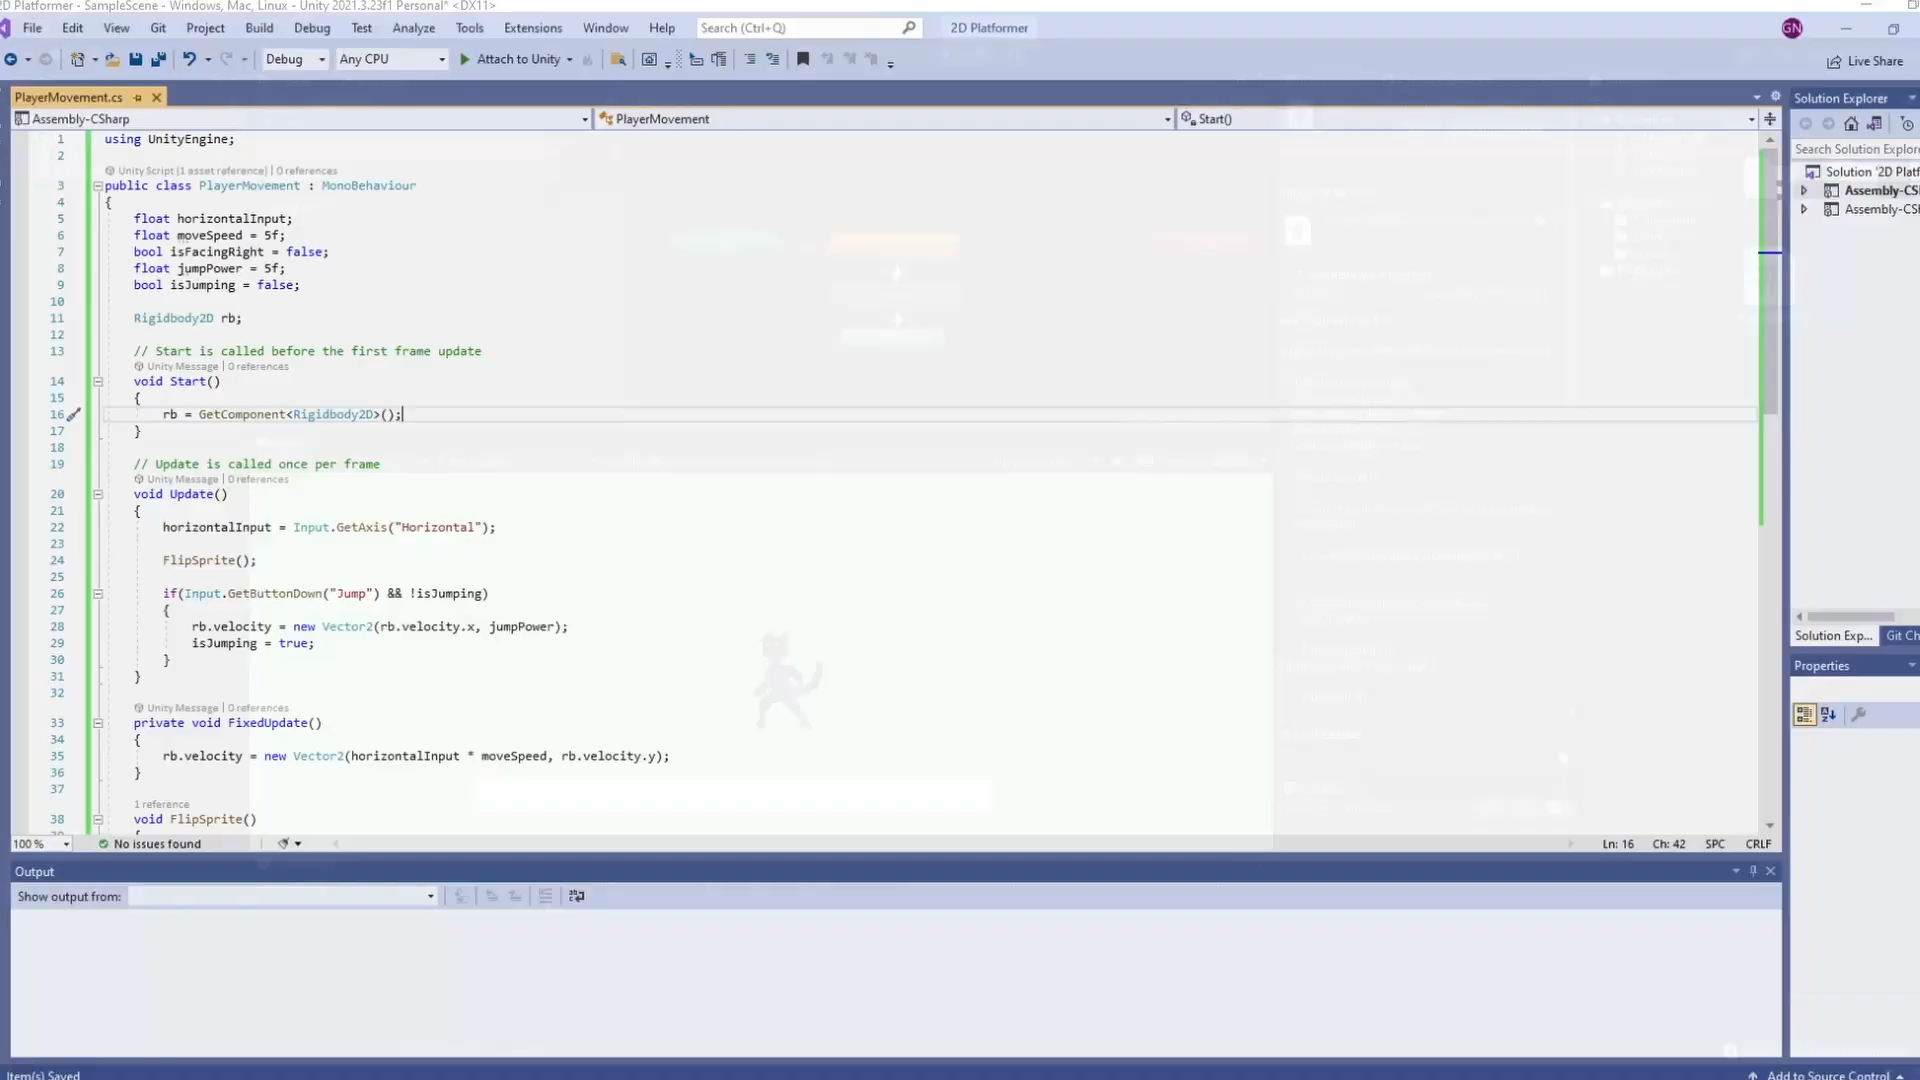 2D Platformer - SampleScene - Windows, Mac, Linux - Unity 2021.3.23f1 Personal* <DX11>
File Edit View Git Project Build Debug Test Analyze Tools Extensions Window Help Search (Ctrl+Q) 2D Platformer GN
Debug Any CPU Attach to Unity Live Share
PlayerMovement.cs
Assembly-CSharp PlayerMovement Start()
1 using UnityEngine;
2
Unity Script (1 asset reference) | 0 references
3 public class PlayerMovement : MonoBehaviour
4 {
5 float horizontalInput;
6 float moveSpeed = 5f;
7 bool isFacingRight = false;
8 float jumpPower = 5f;
9 bool isJumping = false;
10
11 Rigidbody2D rb;
12
13 // Start is called before the first frame update
Unity Message | 0 references
14 void Start()
15 {
16 rb = GetComponent<Rigidbody2D>();
17 }
18
19 // Update is called once per frame
Unity Message | 0 references
20 void Update()
21 {
22 horizontalInput = Input.GetAxis("Horizontal");
23
24 FlipSprite();
25
26 if(Input.GetButtonDown("Jump") && !isJumping)
27 {
28 rb.velocity = new Vector2(rb.velocity.x, jumpPower);
29 isJumping = true;
30 }
31 }
32
Unity Message | 0 references
33 private void FixedUpdate()
34 {
35 rb.velocity = new Vector2(horizontalInput * moveSpeed, rb.velocity.y);
36 }
37
1 reference
38 void FlipSprite()
100 % No issues found Ln: 16 Ch: 42 SPC CRLF
Output
Show output from:
Item(s) Saved
Solution Explorer
Search Solution Explore
Solution '2D Platf
Assembly-CSl
Assembly-CSl
Solution Exp... Git Ch
Properties
Add to Source Control